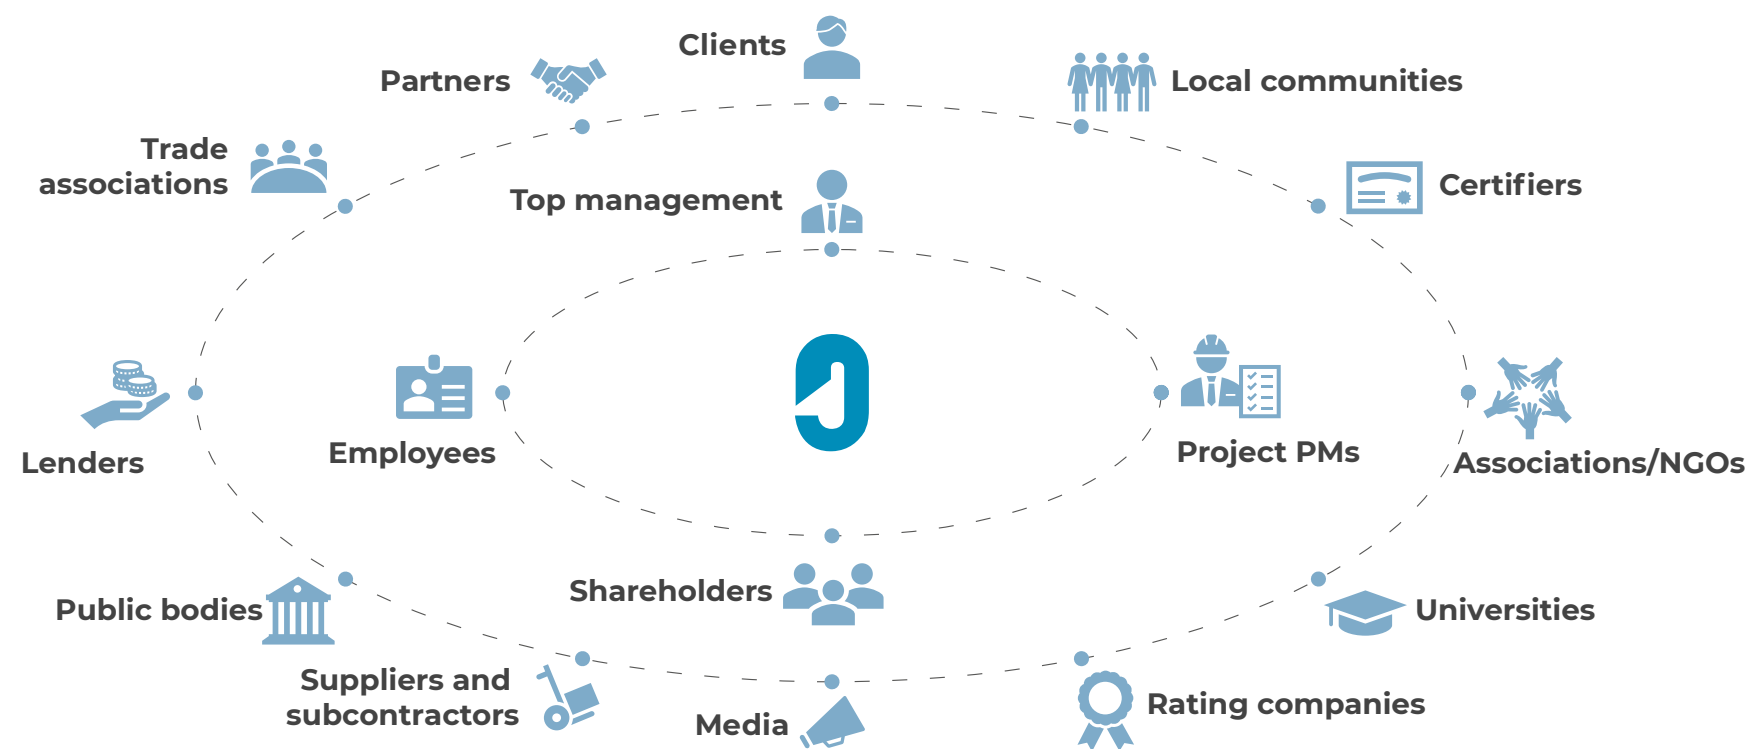 Clients
Partners
Local communities
Trade
associations
Certifiers
Top management
Employees
Project PMs
Lenders
Associations/NGOs
Shareholders
Public bodies
Universities
Suppliers and
subcontractors
Rating companies
Media